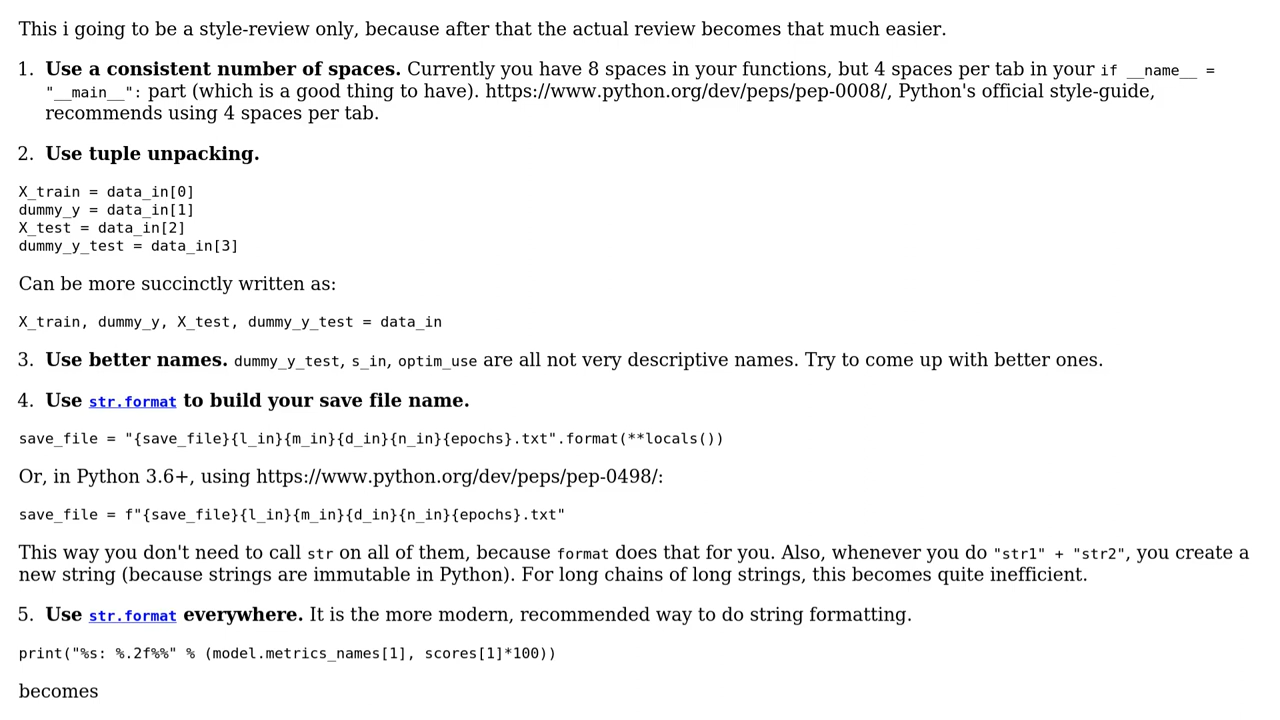 This i going to be a style-review only, because after that the actual review becomes that much easier.
1. Use a consistent number of spaces. Currently you have 8 spaces in your functions, but 4 spaces per tab in your if __name__ =
"__main__": part (which is a good thing to have). https://www.python.org/dev/peps/pep-0008/, Python's official style-guide,
recommends using 4 spaces per tab.
2. Use tuple unpacking.
X_train = data_in[0]
dummy_y = data_in[1]
X_test = data_in[2]
dummy_y_test = data_in[3]
Can be more succinctly written as:
X_train, dummy_y, X_test, dummy_y_test = data_in
3. Use better names. dummy_y_test, s_in, optim_use are all not very descriptive names. Try to come up with better ones.
4. Use str.format to build your save file name.
save_file = "{save_file}{l_in}{m_in}{d_in}{n_in}{epochs}.txt".format(**locals())
Or, in Python 3.6+, using https://www.python.org/dev/peps/pep-0498/:
save_file = f"{save_file}{l_in}{m_in}{d_in}{n_in}{epochs}.txt"
This way you don't need to call str on all of them, because format does that for you. Also, whenever you do "str1" + "str2", you create a
new string (because strings are immutable in Python). For long chains of long strings, this becomes quite inefficient.
5. Use str.format everywhere. It is the more modern, recommended way to do string formatting.
print("%s: %.2f%%" % (model.metrics_names[1], scores[1]*100))
becomes